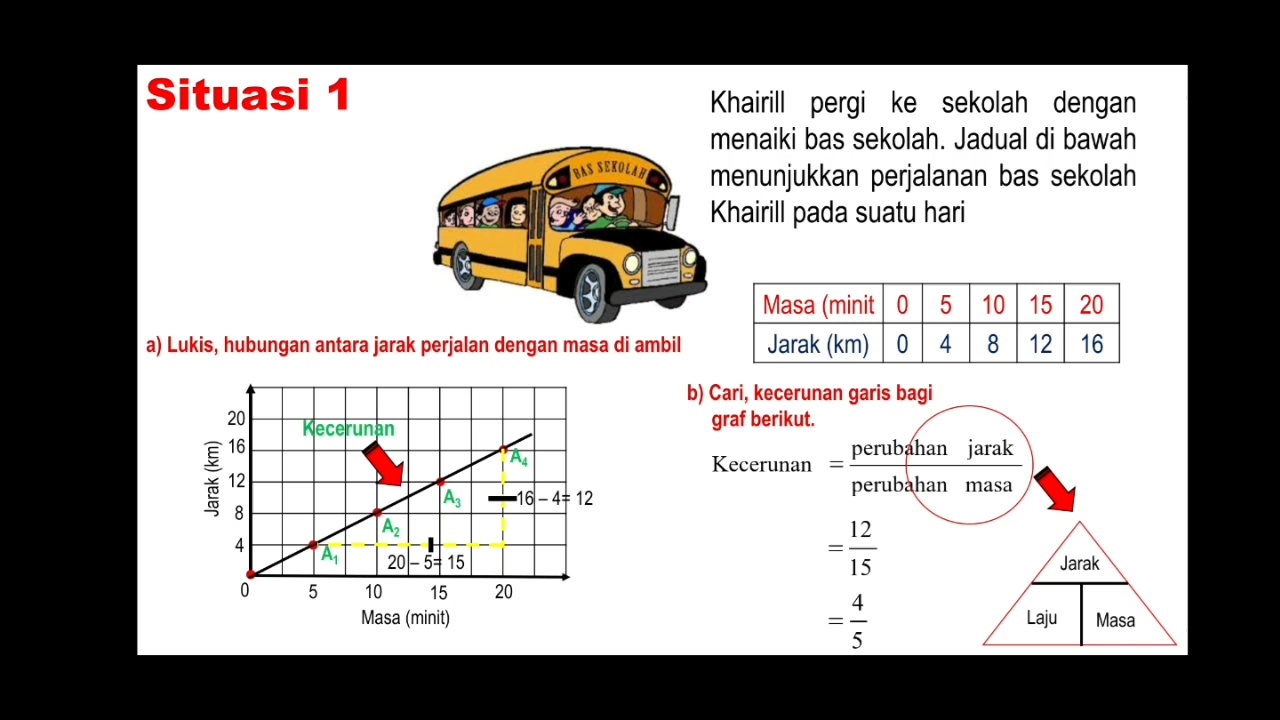 Situasi 1
Khairill pergi ke sekolah dengan
menaiki bas sekolah. Jadual di bawah
menunjukkan perjalanan bas sekolah
Khairill pada suatu hari
BAS SEKOLAH
Masa (minit 0 5 10 15 20
Jarak (km) 0 4 8 12 16
a) Lukis, hubungan antara jarak perjalan dengan masa di ambil
Jarak (km)
20
16
12
8
4
0 5 10 15 20
Masa (minit)
Kecerunan
A₁
A₂
A₃
A₄
16 – 4= 12
20 – 5= 15
b) Cari, kecerunan garis bagi
graf berikut.
Kecerunan = perubahan jarak
perubahan masa
= 12
15
= 4
5
Jarak
Laju Masa